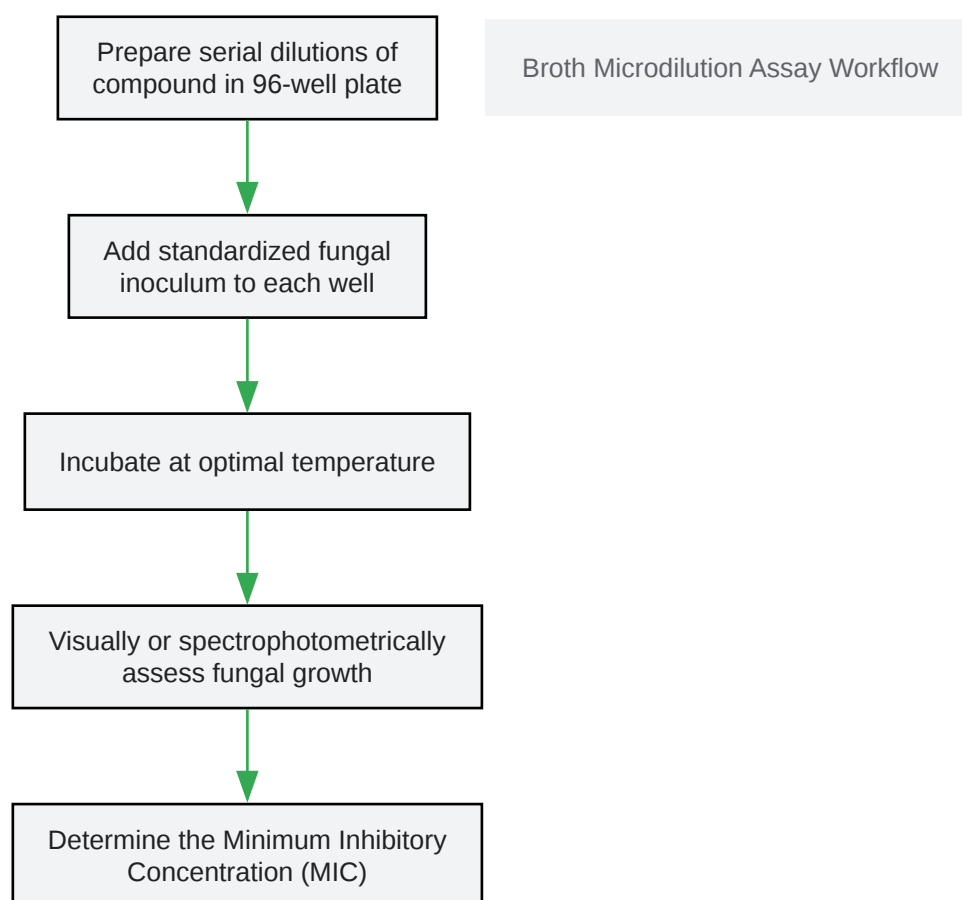 Prepare serial dilutions of
compound in 96-well plate
Broth Microdilution Assay Workflow
Add standardized fungal
inoculum to each well
Incubate at optimal temperature
Visually or spectrophotometrically
assess fungal growth
Determine the Minimum Inhibitory
Concentration (MIC)